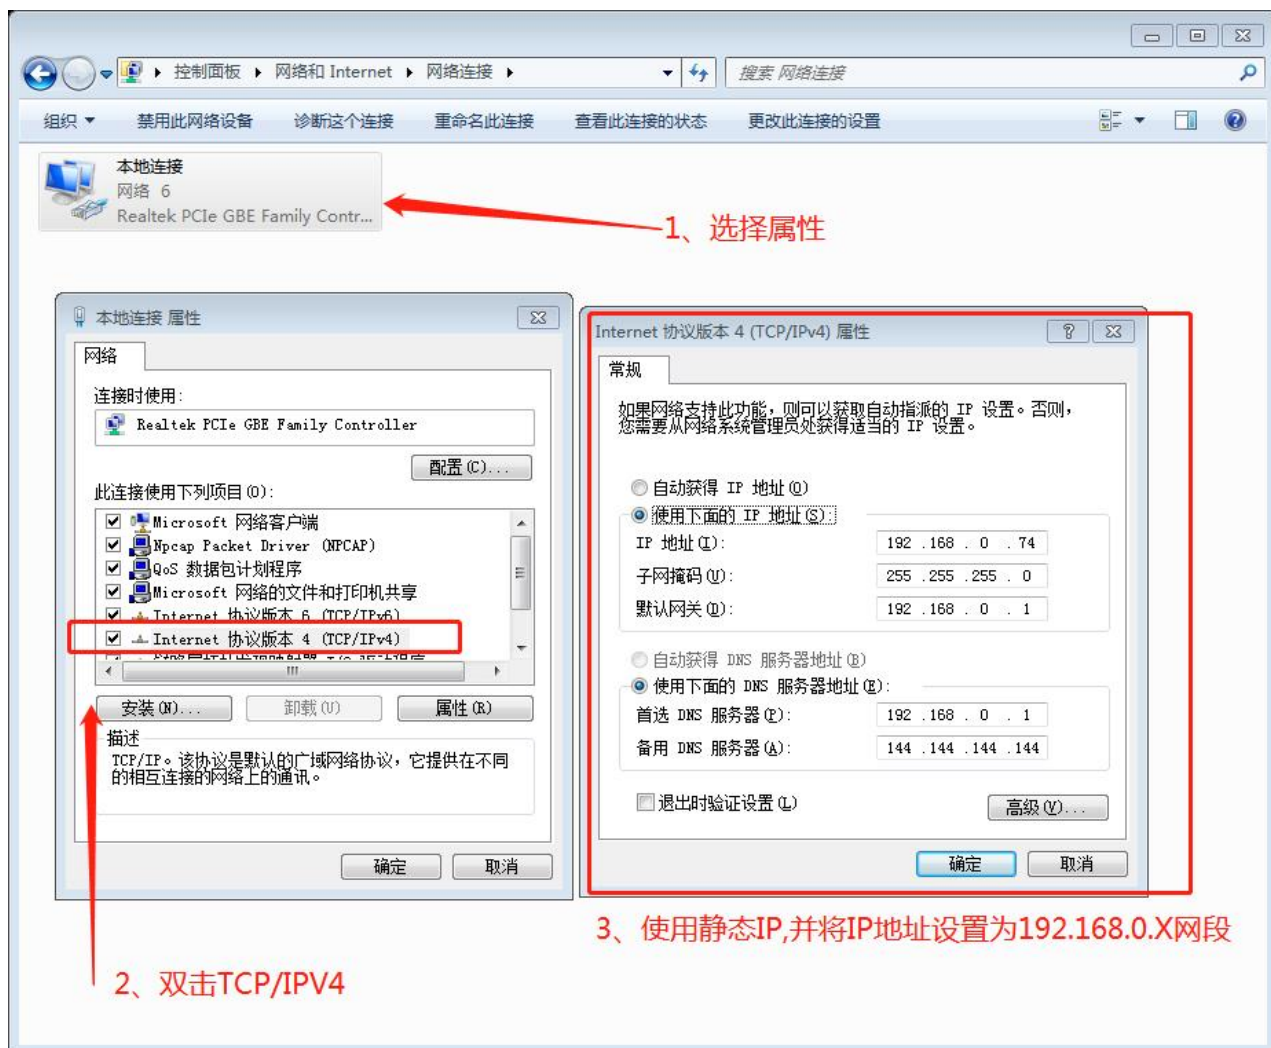 控制面板 ▸ 网络和 Internet ▸ 网络连接 ▸
搜索 网络连接
组织 禁用此网络设备 诊断这个连接 重命名此连接 查看此连接的状态 更改此连接的设置
本地连接
网络 6
Realtek PCIe GBE Family Contr...
1、选择属性
本地连接 属性
网络
连接时使用:
Realtek PCIe GBE Family Controller
配置(C)...
此连接使用下列项目(O):
Microsoft 网络客户端
Npcap Packet Driver (NPCAP)
QoS 数据包计划程序
Microsoft 网络的文件和打印机共享
Internet 协议版本 6 (TCP/IPv6)
Internet 协议版本 4 (TCP/IPv4)
安装(N)... 卸载(U) 属性(R)
描述
TCP/IP。该协议是默认的广域网络协议，它提供在不同
的相互连接的网络上的通讯。
确定 取消
Internet 协议版本 4 (TCP/IPv4) 属性
常规
如果网络支持此功能，则可以获取自动指派的 IP 设置。否则，
您需要从网络系统管理员处获得适当的 IP 设置。
自动获得 IP 地址(O)
使用下面的 IP 地址(S):
IP 地址(I): 192 .168 . 0 . 74
子网掩码(U): 255 .255 .255 . 0
默认网关(D): 192 .168 . 0 . 1
自动获得 DNS 服务器地址(B)
使用下面的 DNS 服务器地址(E):
首选 DNS 服务器(P): 192 .168 . 0 . 1
备用 DNS 服务器(A): 144 .144 .144 .144
退出时验证设置(L)
高级(V)...
确定 取消
3、使用静态IP,并将IP地址设置为192.168.0.X网段
2、双击TCP/IPV4